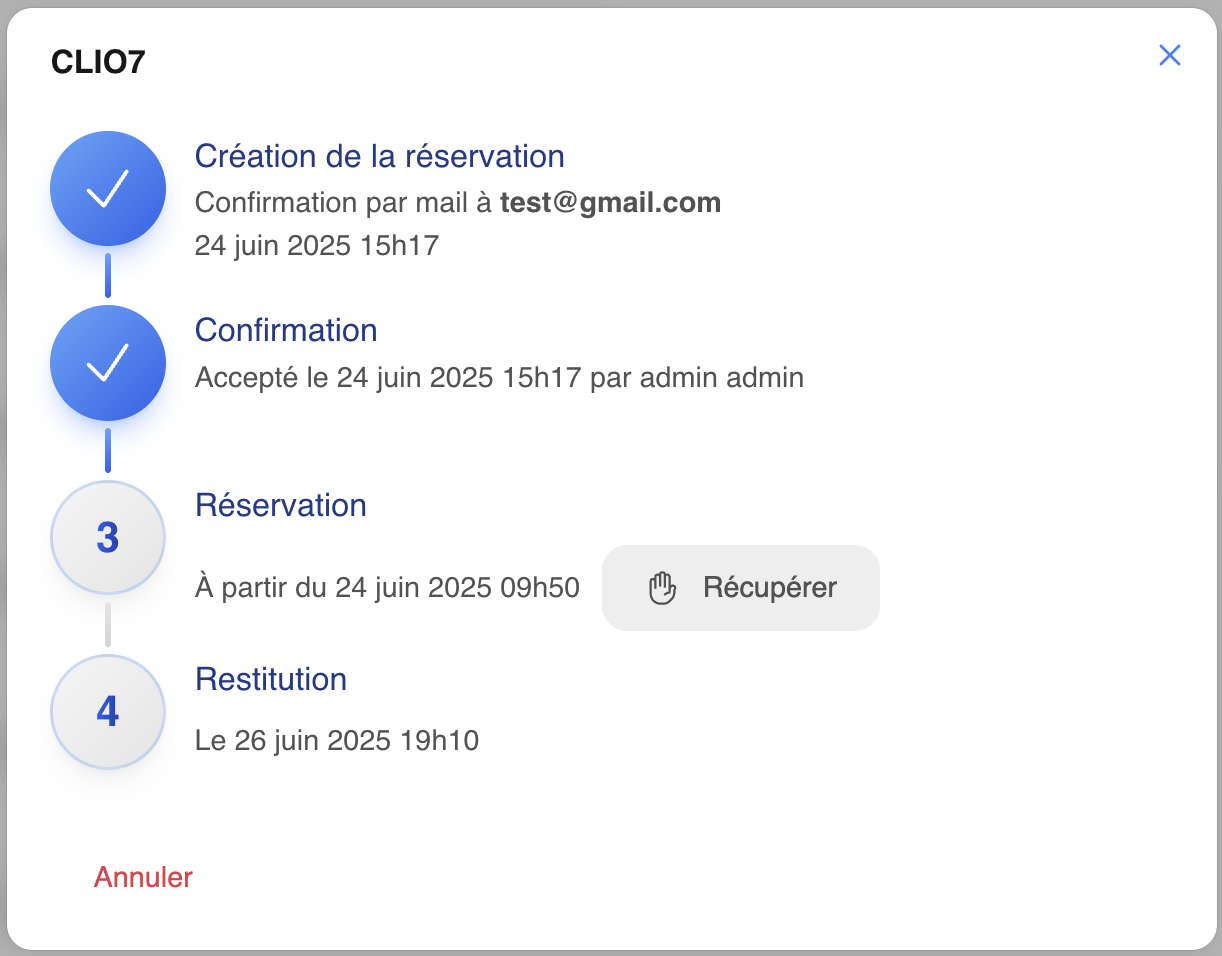 CLIO7
Création de la réservation
Confirmation par mail à test@gmail.com
24 juin 2025 15h17
Confirmation
Accepté le 24 juin 2025 15h17 par admin admin
3
Réservation
À partir du 24 juin 2025 09h50
Récupérer
4
Restitution
Le 26 juin 2025 19h10
Annuler